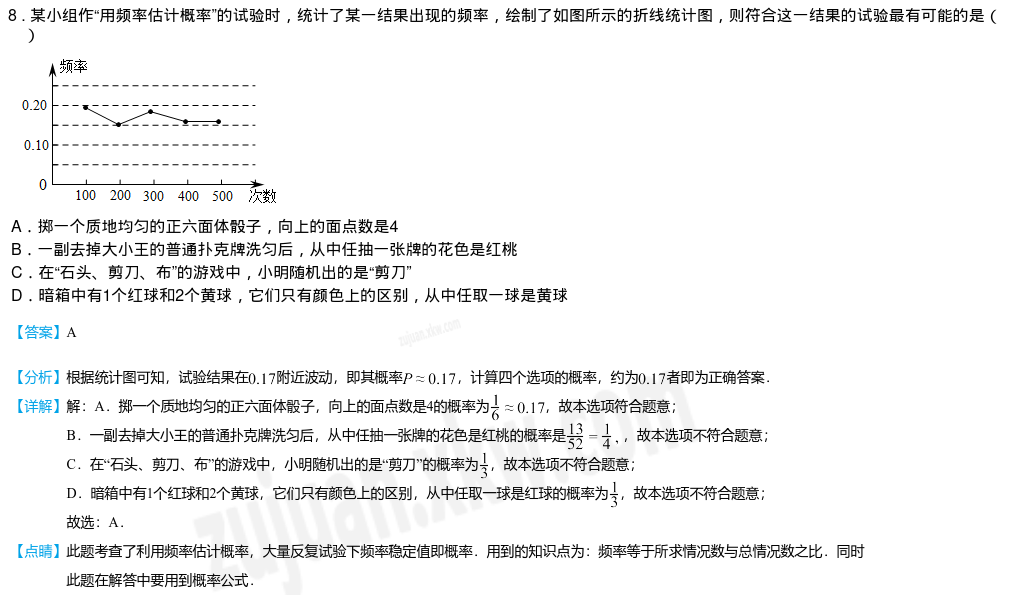 8．某小组作“用频率估计概率”的试验时，统计了某一结果出现的频率，绘制了如图所示的折线统计图，则符合这一结果的试验最有可能的是（
）
频率
0.20
0.10
0
100 200 300 400 500 次数
A．掷一个质地均匀的正六面体骰子，向上的面点数是4
B．一副去掉大小王的普通扑克牌洗匀后，从中任抽一张牌的花色是红桃
C．在“石头、剪刀、布”的游戏中，小明随机出的是“剪刀”
D．暗箱中有1个红球和2个黄球，它们只有颜色上的区别，从中任取一球是黄球
【答案】A
zujuan.xkw.com
【分析】根据统计图可知，试验结果在0.17附近波动，即其概率P≈0.17，计算四个选项的概率，约为0.17者即为正确答案．
【详解】解：A．掷一个质地均匀的正六面体骰子，向上的面点数是4的概率为1/6≈0.17，故本选项符合题意；
B．一副去掉大小王的普通扑克牌洗匀后，从中任抽一张牌的花色是红桃的概率是13/52=1/4，，故本选项不符合题意；
C．在“石头、剪刀、布”的游戏中，小明随机出的是“剪刀”的概率为1/3，故本选项不符合题意；
D．暗箱中有1个红球和2个黄球，它们只有颜色上的区别，从中任取一球是红球的概率为1/3，故本选项不符合题意；
故选：A．
【点睛】此题考查了利用频率估计概率，大量反复试验下频率稳定值即概率．用到的知识点为：频率等于所求情况数与总情况数之比．同时
此题在解答中要用到概率公式．
zujuan.xkw.com